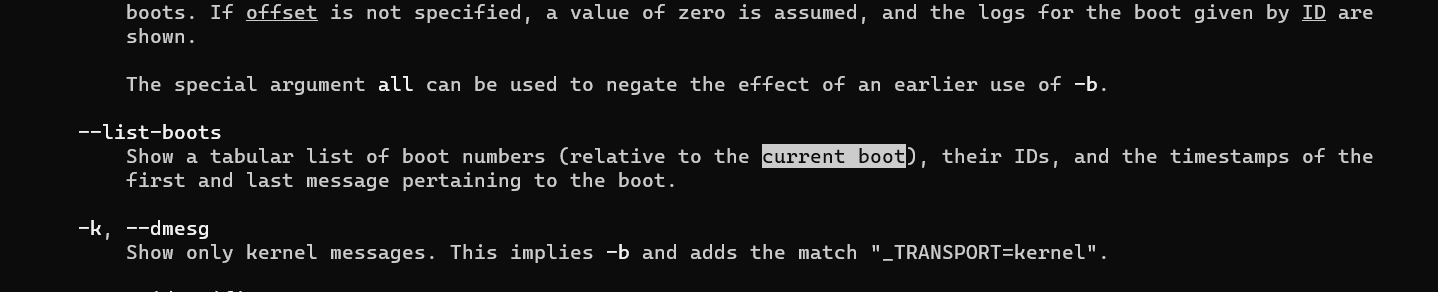 boots. If offset is not specified, a value of zero is assumed, and the logs for the boot given by ID are
shown.
The special argument all can be used to negate the effect of an earlier use of -b.
--list-boots
Show a tabular list of boot numbers (relative to the current boot), their IDs, and the timestamps of the
first and last message pertaining to the boot.
-k, --dmesg
Show only kernel messages. This implies -b and adds the match "_TRANSPORT=kernel".